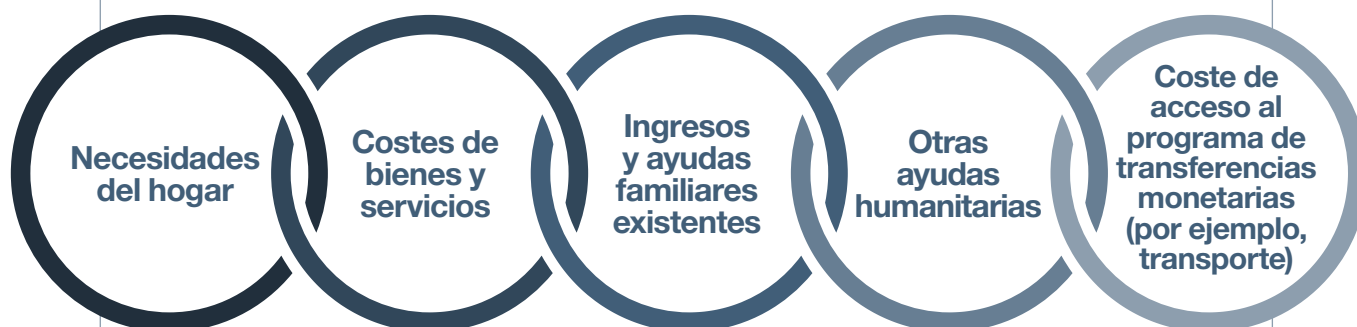 Necesidades
del hogar
Costes de
bienes y
servicios
Ingresos
y ayudas
familiares
existentes
Otras
ayudas
humanitarias
Coste de
acceso al
programa de
transferencias
monetarias
(por ejemplo,
transporte)